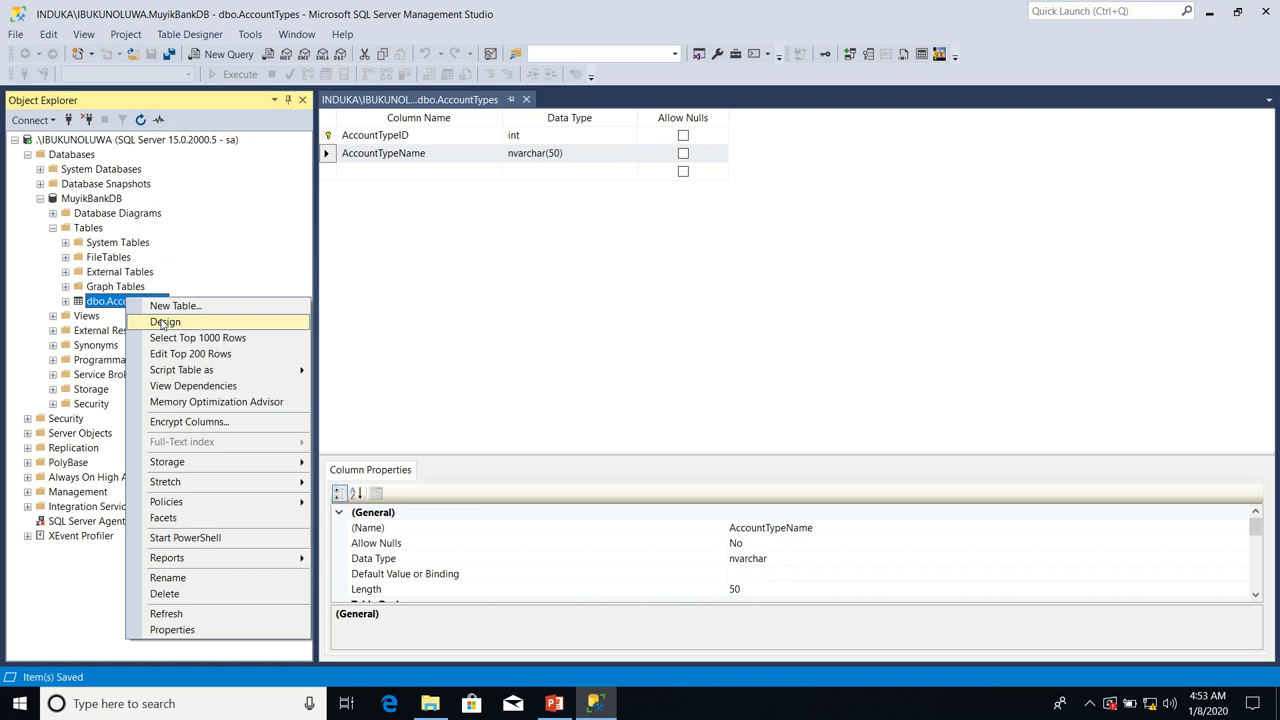 INDUKA\IBUKUNOLUWA.MuyikBankDB - dbo.AccountTypes - Microsoft SQL Server Management Studio
Quick Launch (Ctrl+Q)
File Edit View Project Table Designer Tools Window Help
New Query
Execute
Object Explorer
INDUKA\IBUKUNOL...dbo.AccountTypes
Connect
Column Name Data Type Allow Nulls
AccountTypeID int
AccountTypeName nvarchar(50)
.\IBUKUNOLUWA (SQL Server 15.0.2000.5 - sa)
Databases
System Databases
Database Snapshots
MuyikBankDB
Database Diagrams
Tables
System Tables
FileTables
External Tables
Graph Tables
dbo.Acco
Views
External Res
Synonyms
Programma
Service Brok
Storage
Security
Security
Server Objects
Replication
PolyBase
Always On High A
Management
Integration Servic
SQL Server Agent
XEvent Profiler
New Table...
Design
Select Top 1000 Rows
Edit Top 200 Rows
Script Table as
View Dependencies
Memory Optimization Advisor
Encrypt Columns...
Full-Text index
Storage
Stretch
Policies
Facets
Start PowerShell
Reports
Rename
Delete
Refresh
Properties
Column Properties
(General)
(Name) AccountTypeName
Allow Nulls No
Data Type nvarchar
Default Value or Binding
Length 50
(General)
Item(s) Saved
Type here to search
4:53 AM
1/8/2020